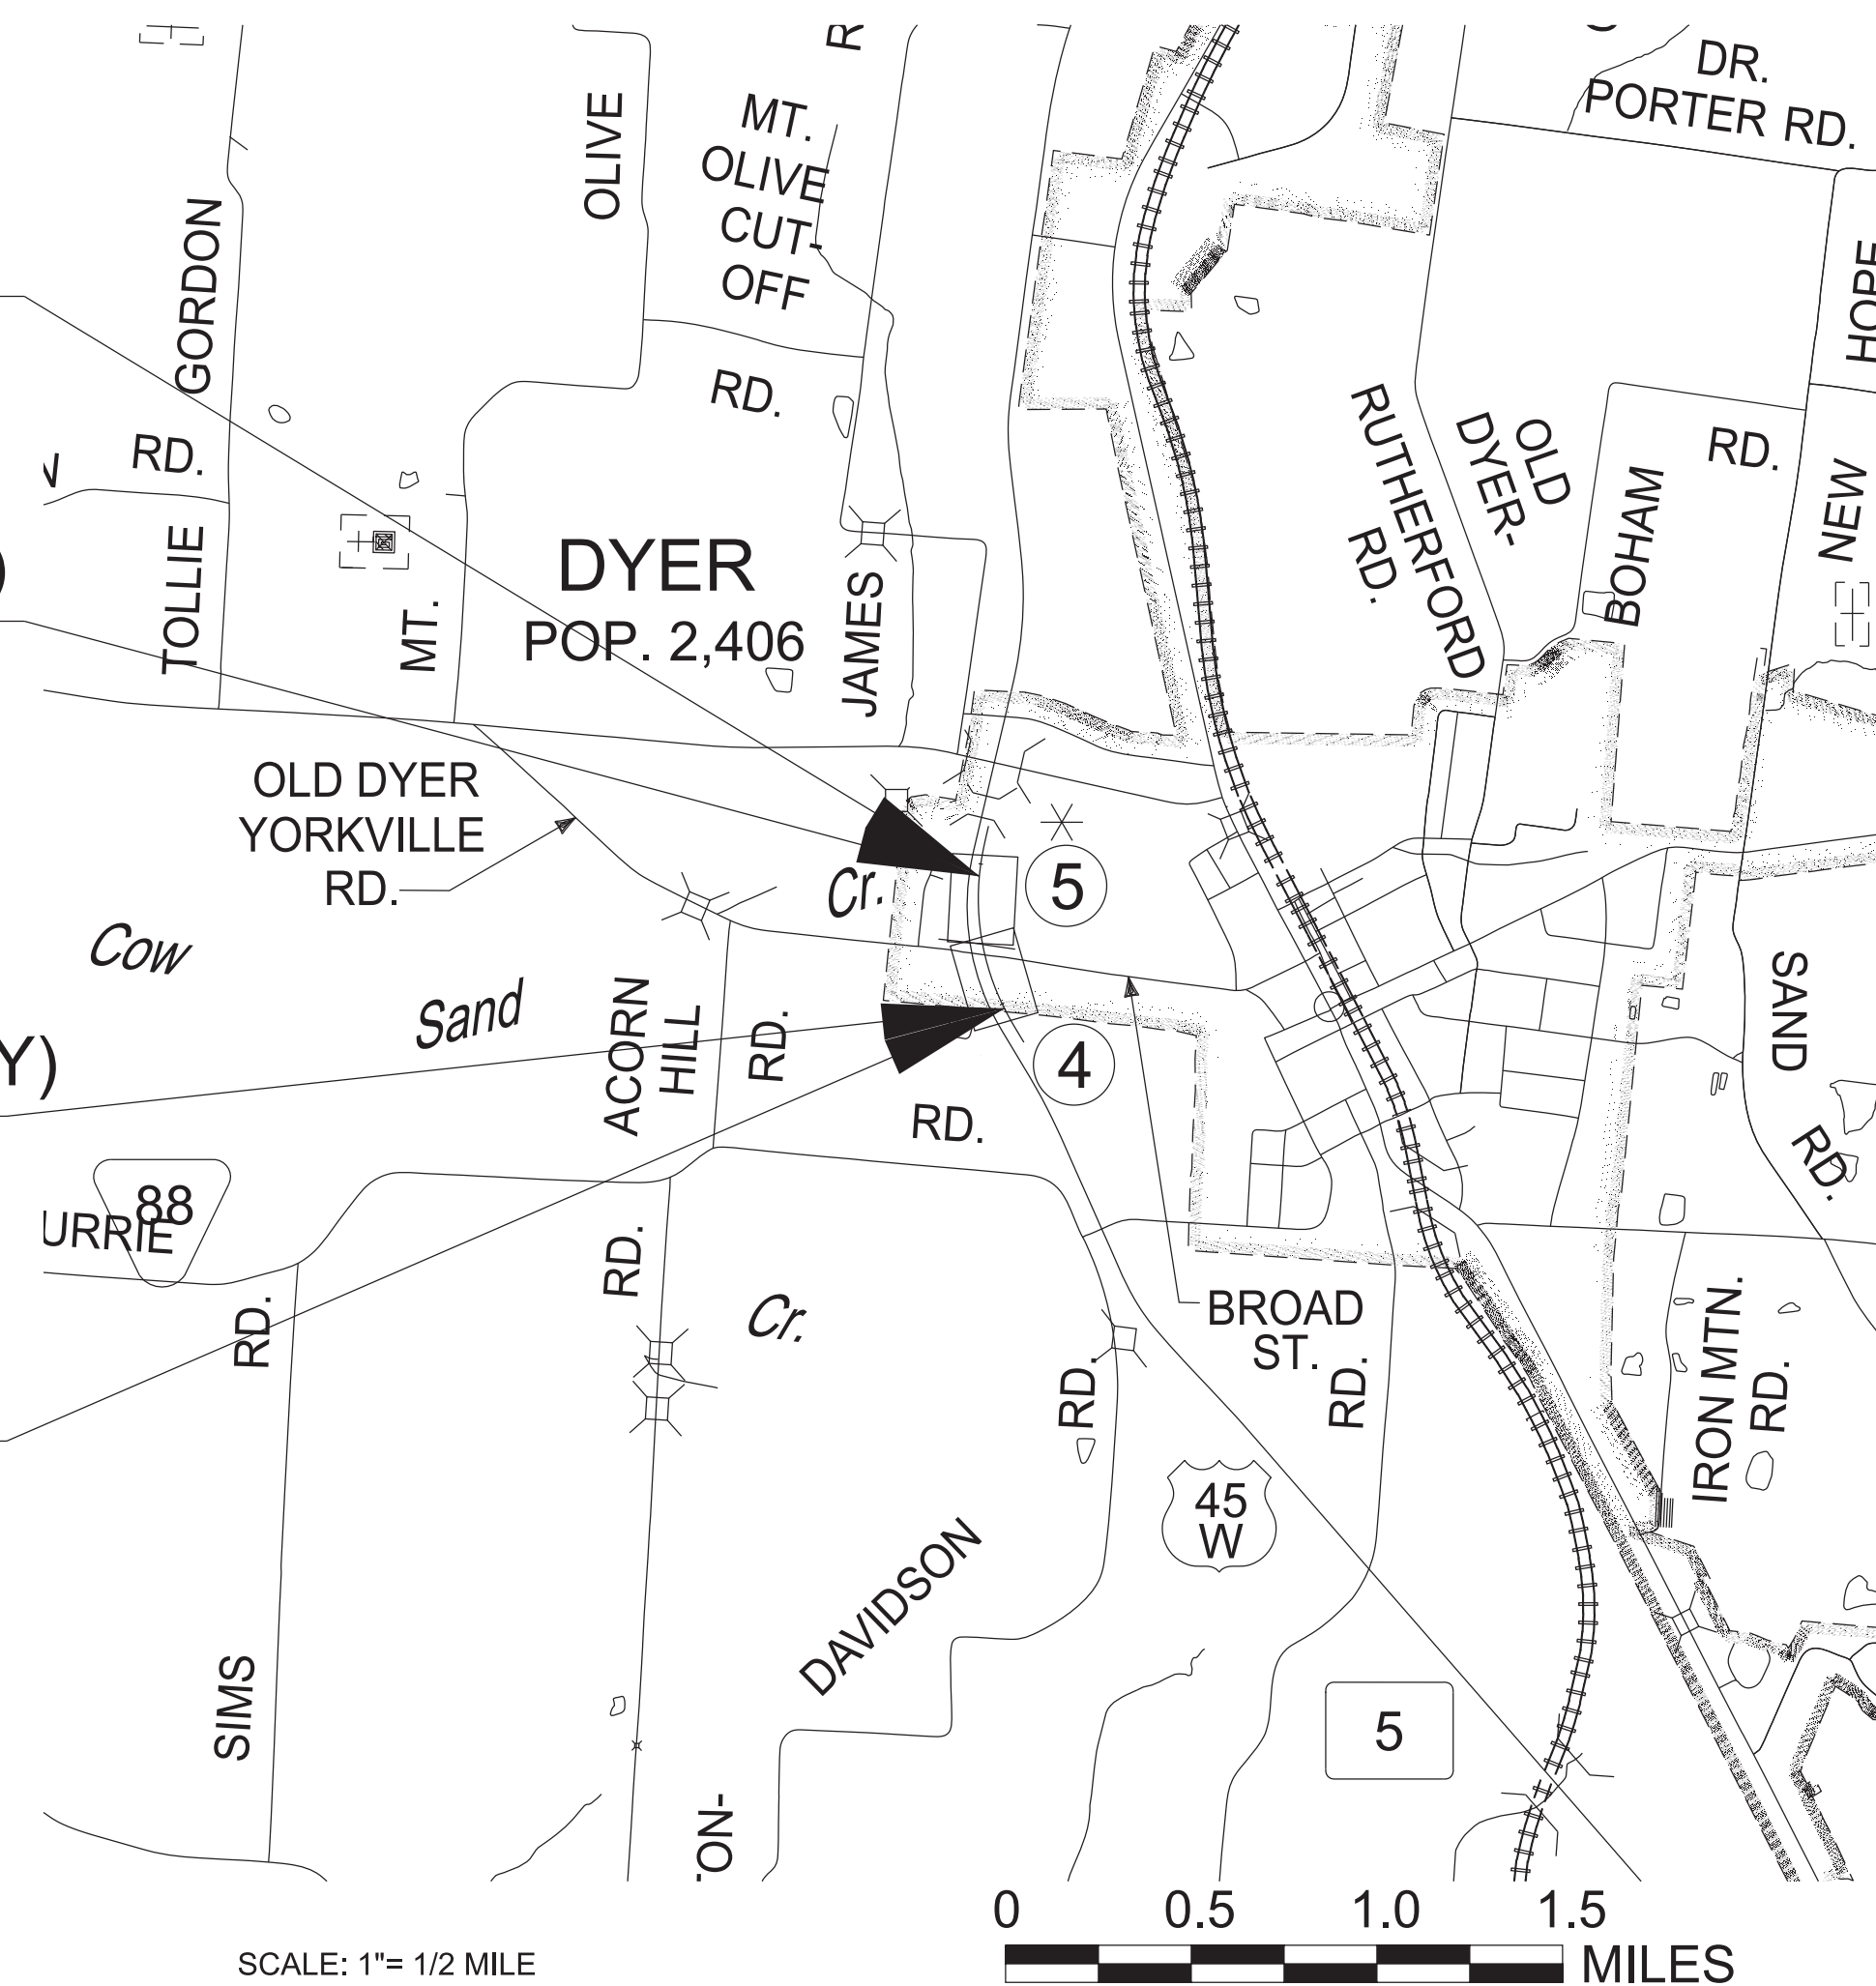 DR.
PORTER RD.
MT.
OLIVE
CUT-
OFF
RD.
OLIVE
GORDON
RD.
TOLLIE
MT.
DYER
POP. 2,406
JAMES
RUTHERFORD
RD.
OLD
DYER-
BOHAM
RD.
HOPE
NEW
OLD DYER
YORKVILLE
RD.
Cow
Sand
Cr.
5
4
ACORN
HILL
RD.
RD.
SAND
RD.
Y)
88
URRIE
RD.
RD.
Cr.
RD.
BROAD
ST.
RD.
IRON MTN.
RD.
45
W
DAVIDSON
SIMS
5
TON-
0 0.5 1.0 1.5
MILES
SCALE: 1"= 1/2 MILE